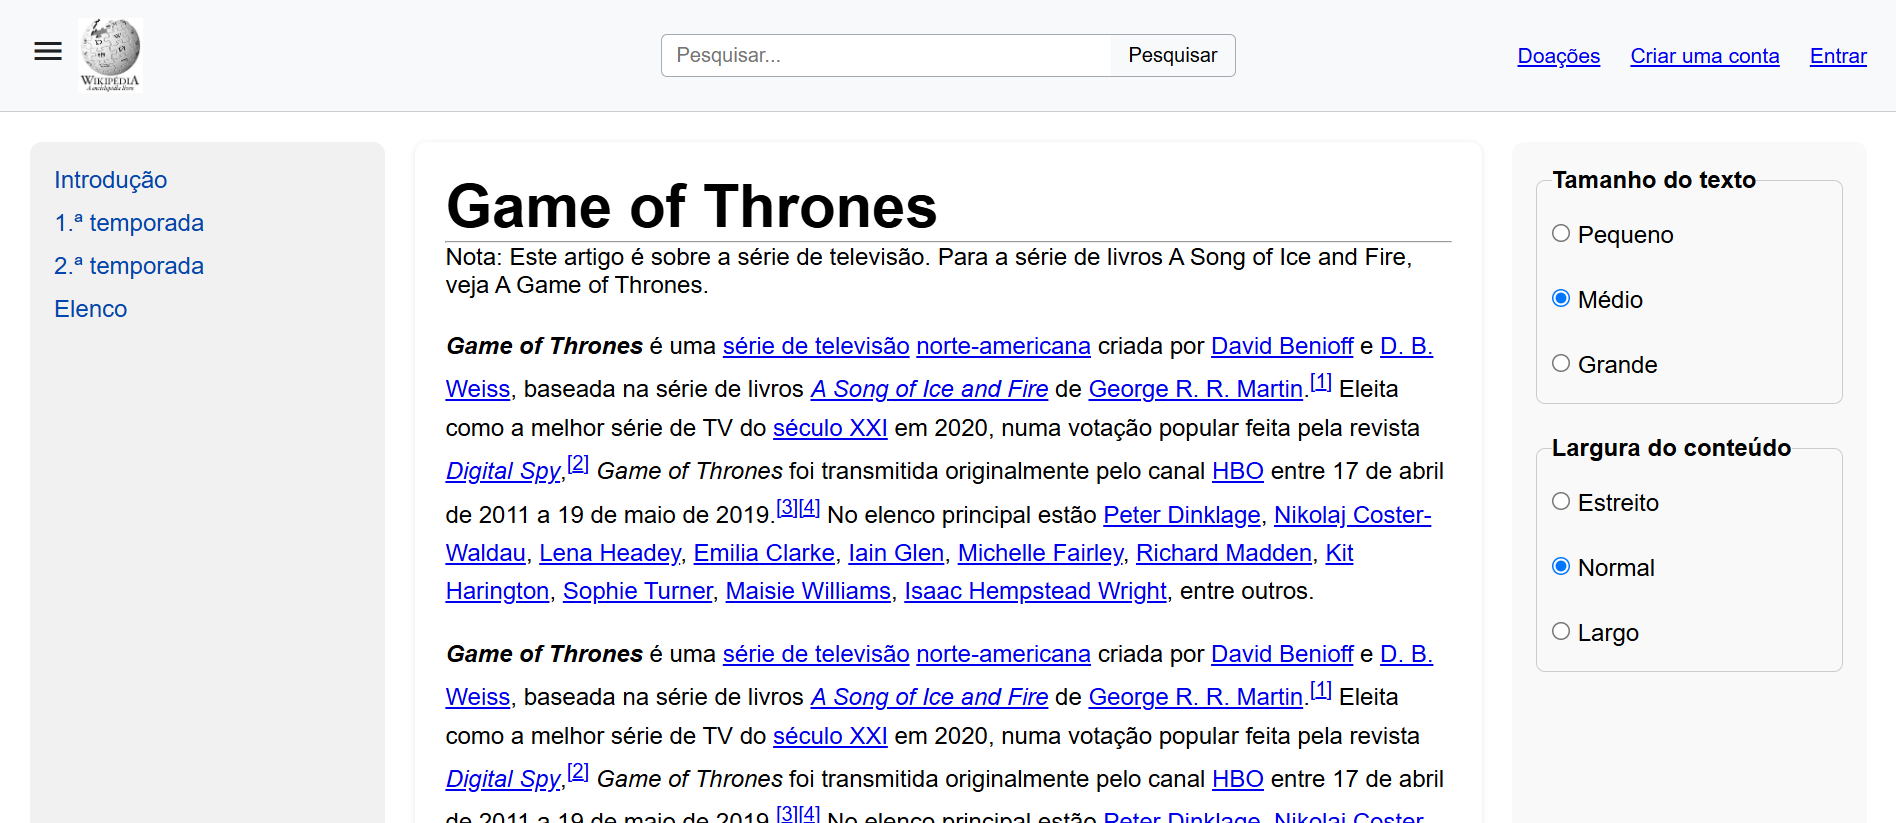 WIKIPÉDIA
A enciclopédia livre
Pesquisar...
Pesquisar
Doações
Criar uma conta
Entrar
Introdução
1.ª temporada
2.ª temporada
Elenco
Game of Thrones
Nota: Este artigo é sobre a série de televisão. Para a série de livros A Song of Ice and Fire,
veja A Game of Thrones.
Game of Thrones é uma série de televisão norte-americana criada por David Benioff e D. B.
Weiss, baseada na série de livros A Song of Ice and Fire de George R. R. Martin.[1] Eleita
como a melhor série de TV do século XXI em 2020, numa votação popular feita pela revista
Digital Spy,[2] Game of Thrones foi transmitida originalmente pelo canal HBO entre 17 de abril
de 2011 a 19 de maio de 2019.[3][4] No elenco principal estão Peter Dinklage, Nikolaj Coster-
Waldau, Lena Headey, Emilia Clarke, Iain Glen, Michelle Fairley, Richard Madden, Kit
Harington, Sophie Turner, Maisie Williams, Isaac Hempstead Wright, entre outros.
Game of Thrones é uma série de televisão norte-americana criada por David Benioff e D. B.
Weiss, baseada na série de livros A Song of Ice and Fire de George R. R. Martin.[1] Eleita
como a melhor série de TV do século XXI em 2020, numa votação popular feita pela revista
Digital Spy,[2] Game of Thrones foi transmitida originalmente pelo canal HBO entre 17 de abril
de 2011 a 19 de maio de 2019.[3][4] No elenco principal estão Peter Dinklage, Nikolaj Coster-
Tamanho do texto
Pequeno
Médio
Grande
Largura do conteúdo
Estreito
Normal
Largo